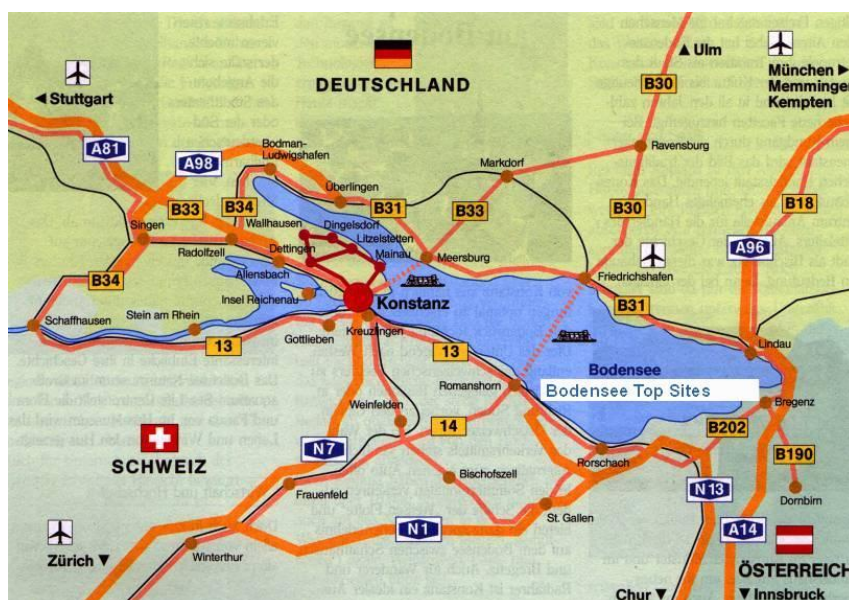 DEUTSCHLAND
▲Ulm
München ►
Memmingen
Kempten
◄Stuttgart
B30
A81
A98
Bodman-
Ludwigshafen
Markdorf
Ravensburg
Überlingen
B33
B34
B31
B33
B30
B18
Singen
Wallhausen
Dingelsdorf
Litzelstetten
Mainau
Radolfzell
Dettingen
Meersburg
A96
B34
Allensbach
Friedrichshafen
Insel Reichenau
Konstanz
B31
Schaffhausen
Stein am Rhein
Kreuzlingen
Gottlieben
13
13
Lindau
Bodensee
Romanshorn
Bodensee Top Sites
Weinfelden
Bregenz
14
B202
N7
SCHWEIZ
Rorschach
B190
Bischofszell
N13
Frauenfeld
Dornbirn
St. Gallen
N1
A14
Zürich ▼
Winterthur
ÖSTERREICH
Chur ▼
▼ Innsbruck